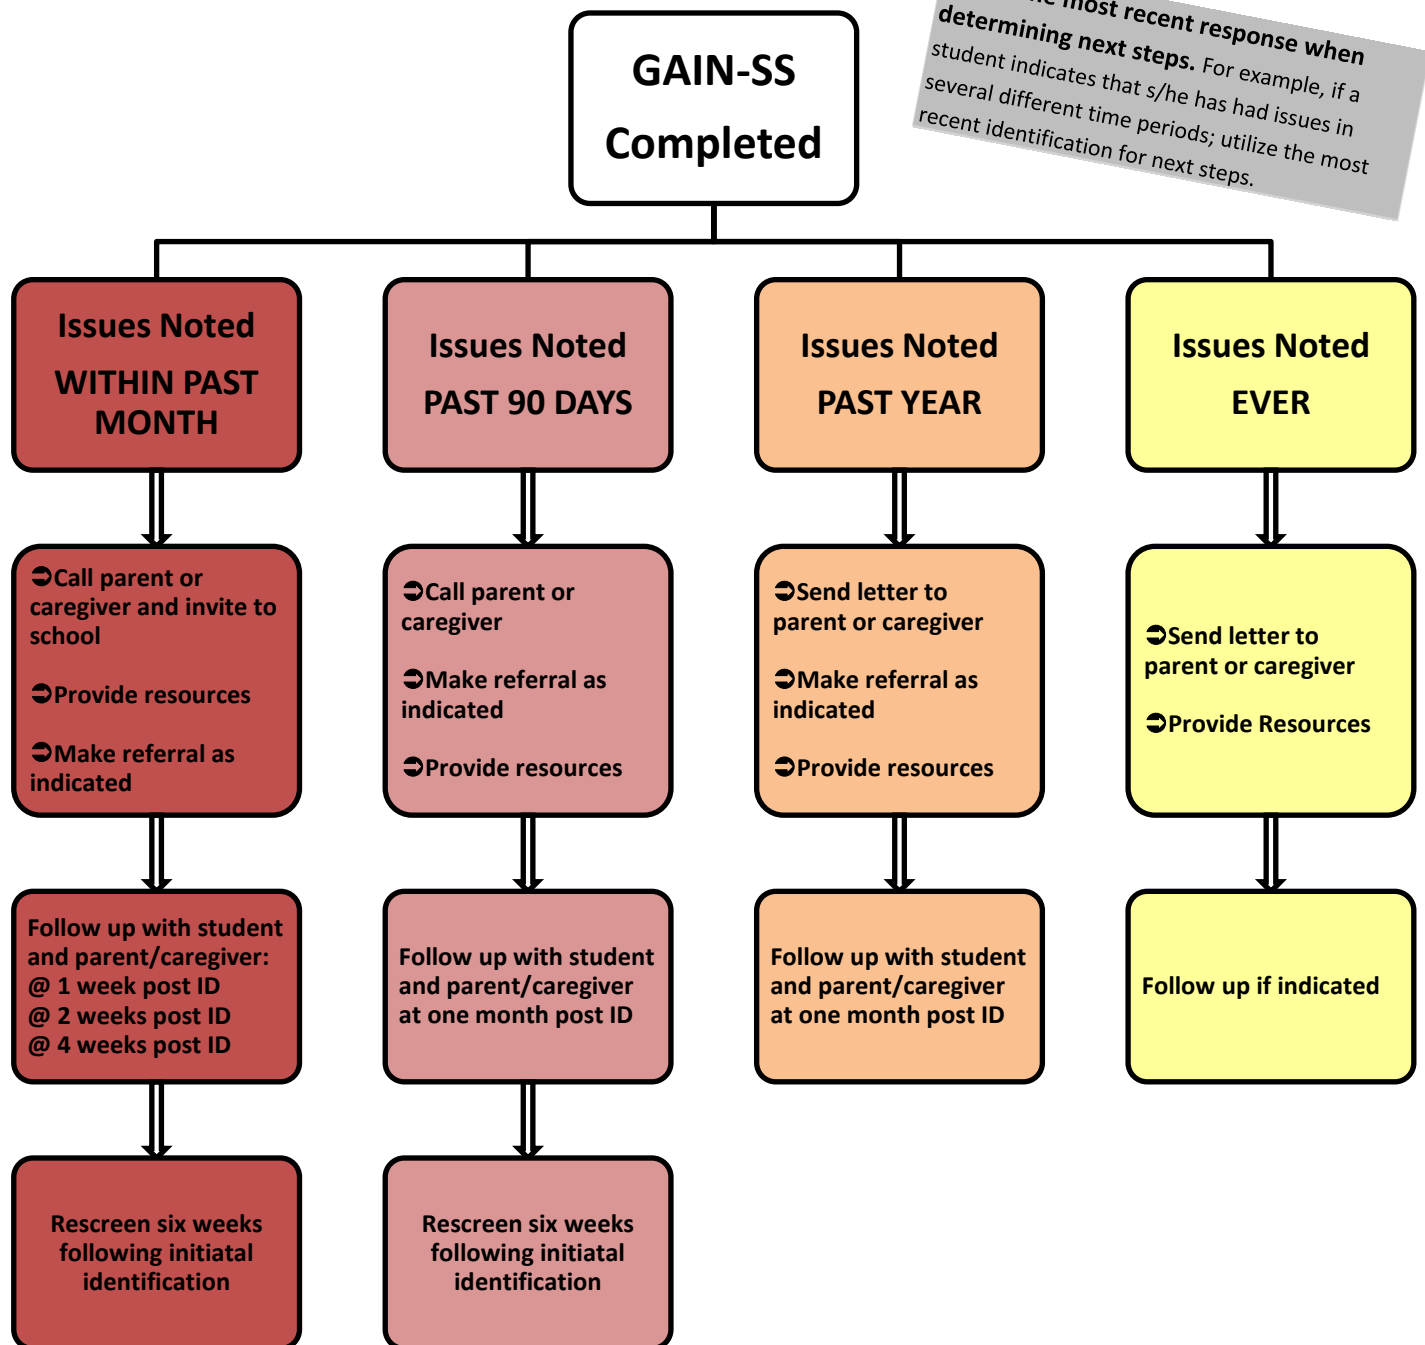 GAIN-SS
Completed
most recent response when
determining next steps. For example, if a
student indicates that s/he has had issues in
several different time periods; utilize the most
recent identification for next steps.
Issues Noted
WITHIN PAST
MONTH
Issues Noted
PAST 90 DAYS
Issues Noted
PAST YEAR
Issues Noted
EVER
➲Call parent or
caregiver and invite to
school
➲Provide resources
➲Make referral as
indicated
➲Call parent or
caregiver
➲Make referral as
indicated
➲Provide resources
➲Send letter to
parent or caregiver
➲Make referral as
indicated
➲Provide resources
➲Send letter to
parent or caregiver
➲Provide Resources
Follow up with student
and parent/caregiver:
@ 1 week post ID
@ 2 weeks post ID
@ 4 weeks post ID
Follow up with student
and parent/caregiver
at one month post ID
Follow up with student
and parent/caregiver
at one month post ID
Follow up if indicated
Rescreen six weeks
following initiatal
identification
Rescreen six weeks
following initiatal
identification